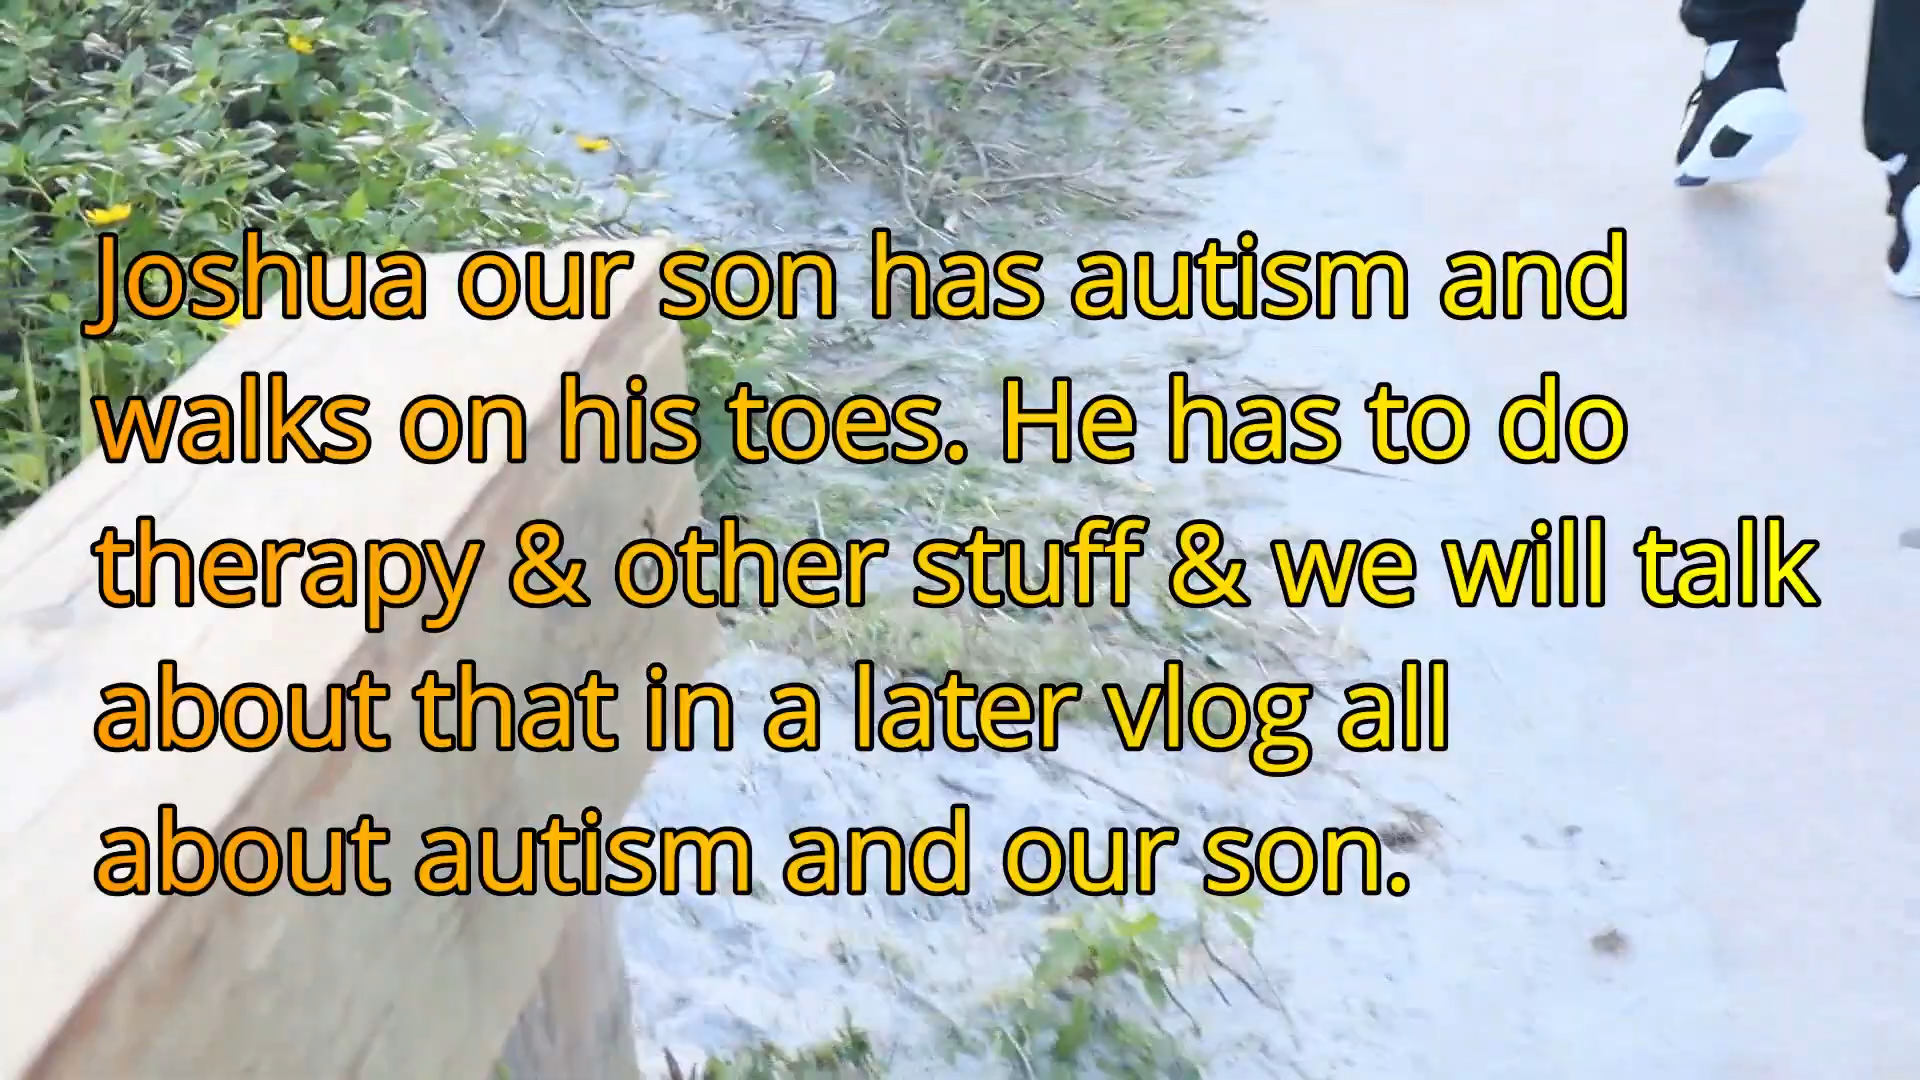 Joshua our son has autism and
walks on his toes. He has to do
therapy & other stuff & we will talk
about that in a later vlog all
about autism and our son.